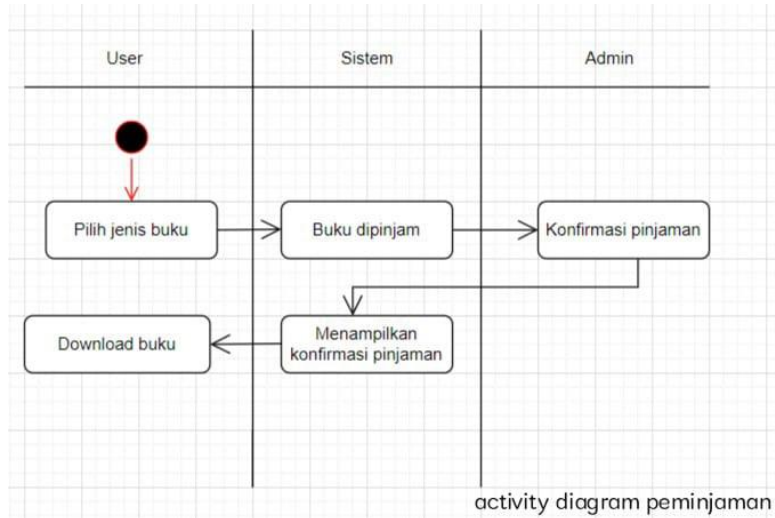 User
Sistem
Admin
Pilih jenis buku
Buku dipinjam
Konfirmasi pinjaman
Download buku
Menampilkan
konfirmasi pinjaman
activity diagram peminjaman